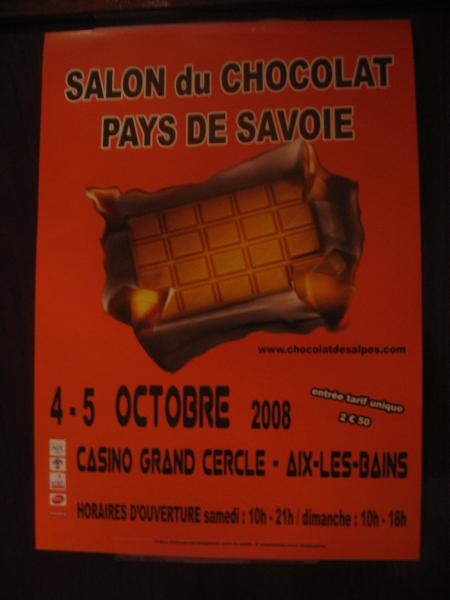 SALON du CHOCOLAT
PAYS DE SAVOIE
www.chocolatdesalpes.com
entrée tarif unique
2 € 50
4 - 5 OCTOBRE 2008
CASINO GRAND CERCLE - AIX-LES-BAINS
HORAIRES D'OUVERTURE samedi : 10h - 21h / dimanche : 10h - 18h